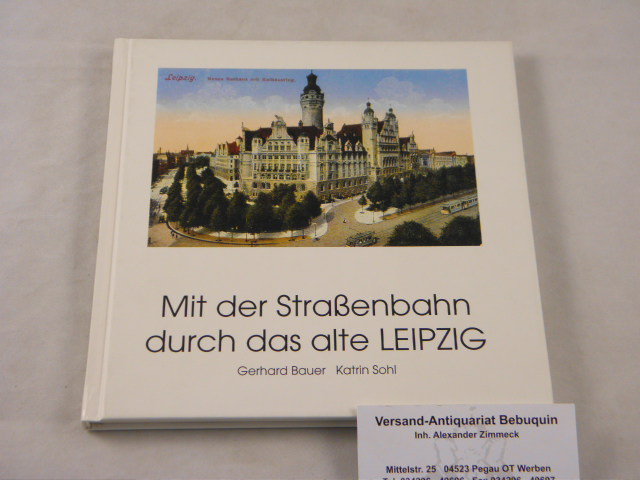 Leipzig.
Mit der Straßenbahn
durch das alte LEIPZIG
Gerhard Bauer Katrin Sohl
Versand-Antiquariat Bebuquin
Inh. Alexander Zimmeck
Mittelstr. 25 04523 Pegau OT Werben